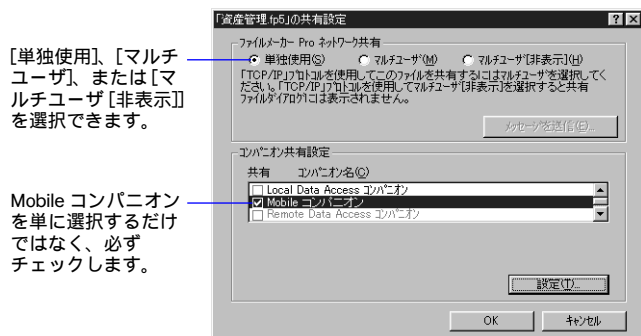 「資産管理.fp5」の共有設定
[単独使用]、[マルチ
ユーザ]、または [マ
ルチユーザ [非表示]]
を選択できます。
ファイルメーカー Pro ネットワーク共有
単独使用(S)
マルチユーザ(M)
マルチユーザ[非表示](H)
「TCP/IP」プロトコルを使用してこのファイルを共有するにはマルチユーザを選択してく
ださい。「TCP/IP」プロトコルを使用してマルチユーザ[非表示]を選択すると共有
ファイルダイアログには表示されません。
メッセージを送信(E)...
コンパニオン共有設定
共有
コンパニオン名(C)
Local Data Access コンパニオン
Mobile コンパニオン
Remote Data Access コンパニオン
Mobile コンパニオン
を単に選択するだけ
ではなく、必ず
チェックします。
設定(T)...
OK
キャンセル